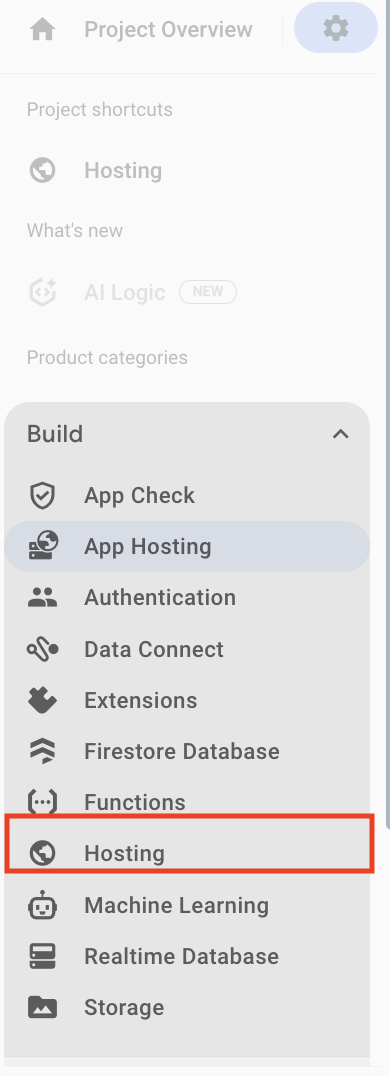 Project Overview
Project shortcuts
Hosting
What's new
AI Logic NEW
Product categories
Build
App Check
App Hosting
Authentication
Data Connect
Extensions
Firestore Database
Functions
Hosting
Machine Learning
Realtime Database
Storage